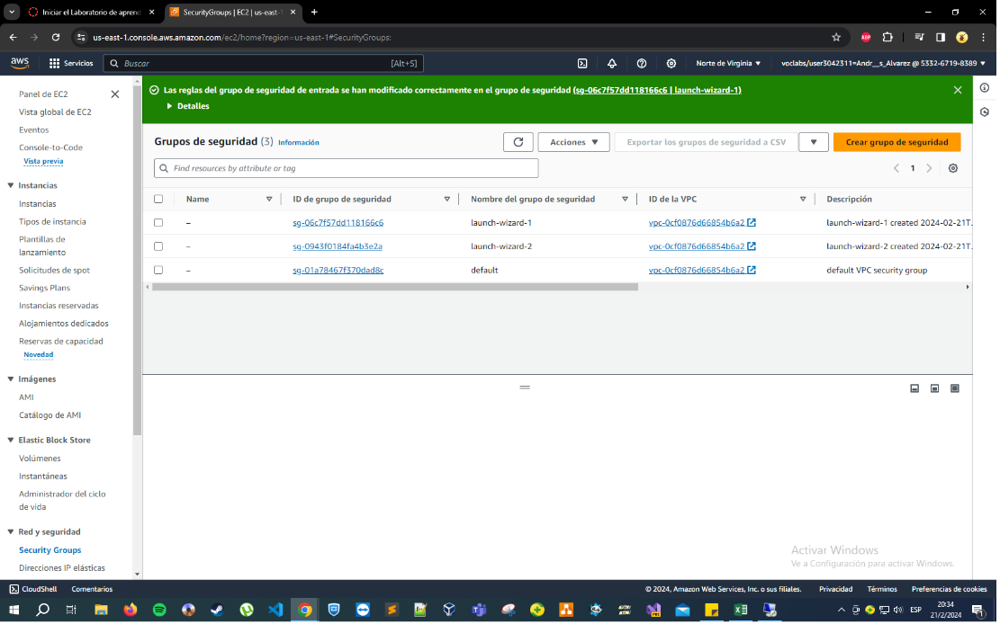 Iniciar el Laboratorio de aprend
SecurityGroups | EC2 | us-east-1
us-east-1.console.aws.amazon.com/ec2/home?region=us-east-1#SecurityGroups:
aws
Servicios
Buscar
[Alt+S]
Norte de Virginia
voclabs/user3042311=Andr__s_Alvarez @ 5332-6719-8389
Panel de EC2
Vista global de EC2
Eventos
Console-to-Code
Vista previa
Instancias
Instancias
Tipos de instancia
Plantillas de
lanzamiento
Solicitudes de spot
Savings Plans
Instancias reservadas
Alojamientos dedicados
Reservas de capacidad
Novedad
Imágenes
AMI
Catálogo de AMI
Elastic Block Store
Volúmenes
Instantáneas
Administrador del ciclo
de vida
Red y seguridad
Security Groups
Direcciones IP elásticas
Las reglas del grupo de seguridad de entrada se han modificado correctamente en el grupo de seguridad (sg-06c7f57dd118166c6 | launch-wizard-1)
Detalles
Grupos de seguridad (3) Información
Acciones
Exportar los grupos de seguridad a CSV
Crear grupo de seguridad
Find resources by attribute or tag
1
Name ID de grupo de seguridad Nombre del grupo de seguridad ID de la VPC Descripción
– sg-06c7f57dd118166c6 launch-wizard-1 vpc-0cf0876d66854b6a2 launch-wizard-1 created 2024-02-21T.
– sg-0943f0184fa4b3e2a launch-wizard-2 vpc-0cf0876d66854b6a2 launch-wizard-2 created 2024-02-21T.
– sg-01a78467f370dad8c default vpc-0cf0876d66854b6a2 default VPC security group
Activar Windows
Ve a Configuración para activar Windows.
CloudShell Comentarios
© 2024, Amazon Web Services, Inc. o sus filiales. Privacidad Términos Preferencias de cookies
ESP
20:34
21/2/2024